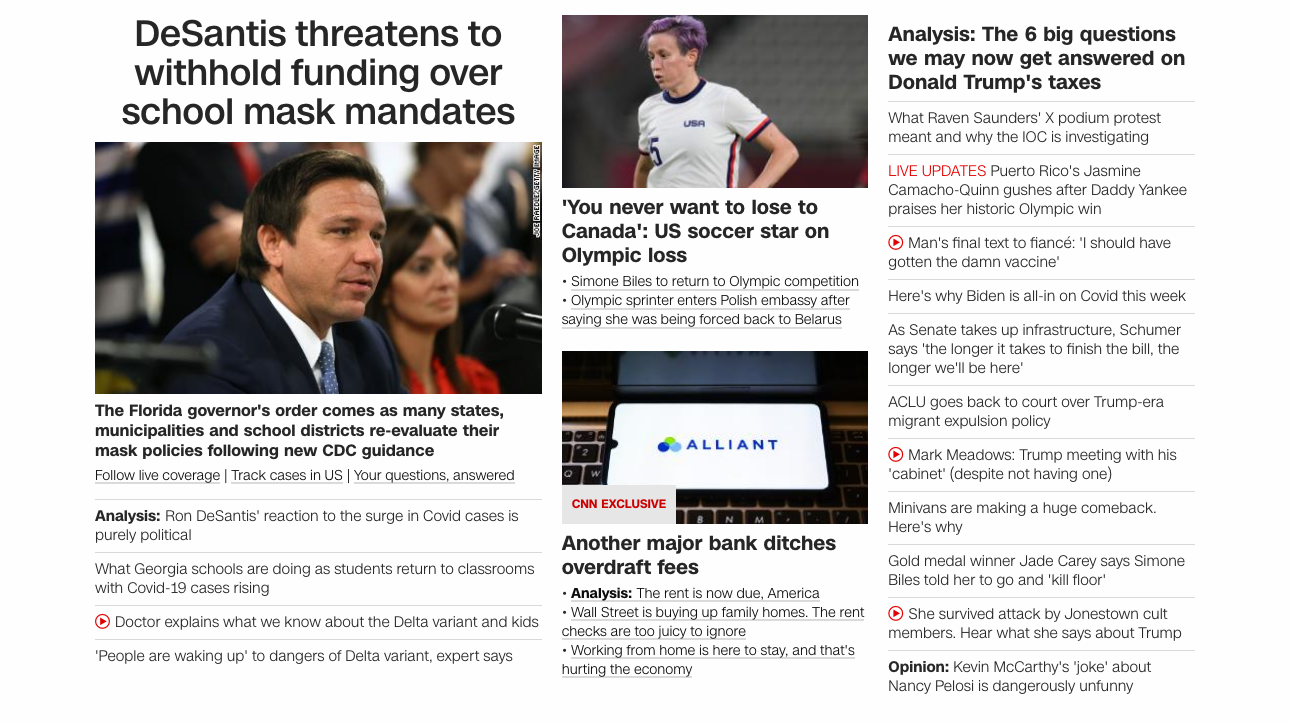 DeSantis threatens to
withhold funding over
school mask mandates
JOE RAEDLE/GETTY IMAGE
The Florida governor's order comes as many states,
municipalities and school districts re-evaluate their
mask policies following new CDC guidance
Follow live coverage | Track cases in US | Your questions, answered
Analysis: Ron DeSantis' reaction to the surge in Covid cases is
purely political
What Georgia schools are doing as students return to classrooms
with Covid-19 cases rising
Doctor explains what we know about the Delta variant and kids
'People are waking up' to dangers of Delta variant, expert says
USA
5
'You never want to lose to
Canada': US soccer star on
Olympic loss
• Simone Biles to return to Olympic competition
• Olympic sprinter enters Polish embassy after
saying she was being forced back to Belarus
ALLIANT
CNN EXCLUSIVE
Another major bank ditches
overdraft fees
• Analysis: The rent is now due, America
• Wall Street is buying up family homes. The rent
checks are too juicy to ignore
• Working from home is here to stay, and that's
hurting the economy
Analysis: The 6 big questions
we may now get answered on
Donald Trump's taxes
What Raven Saunders' X podium protest
meant and why the IOC is investigating
LIVE UPDATES Puerto Rico's Jasmine
Camacho-Quinn gushes after Daddy Yankee
praises her historic Olympic win
Man's final text to fiancé: 'I should have
gotten the damn vaccine'
Here's why Biden is all-in on Covid this week
As Senate takes up infrastructure, Schumer
says 'the longer it takes to finish the bill, the
longer we'll be here'
ACLU goes back to court over Trump-era
migrant expulsion policy
Mark Meadows: Trump meeting with his
'cabinet' (despite not having one)
Minivans are making a huge comeback.
Here's why
Gold medal winner Jade Carey says Simone
Biles told her to go and 'kill floor'
She survived attack by Jonestown cult
members. Hear what she says about Trump
Opinion: Kevin McCarthy's 'joke' about
Nancy Pelosi is dangerously unfunny